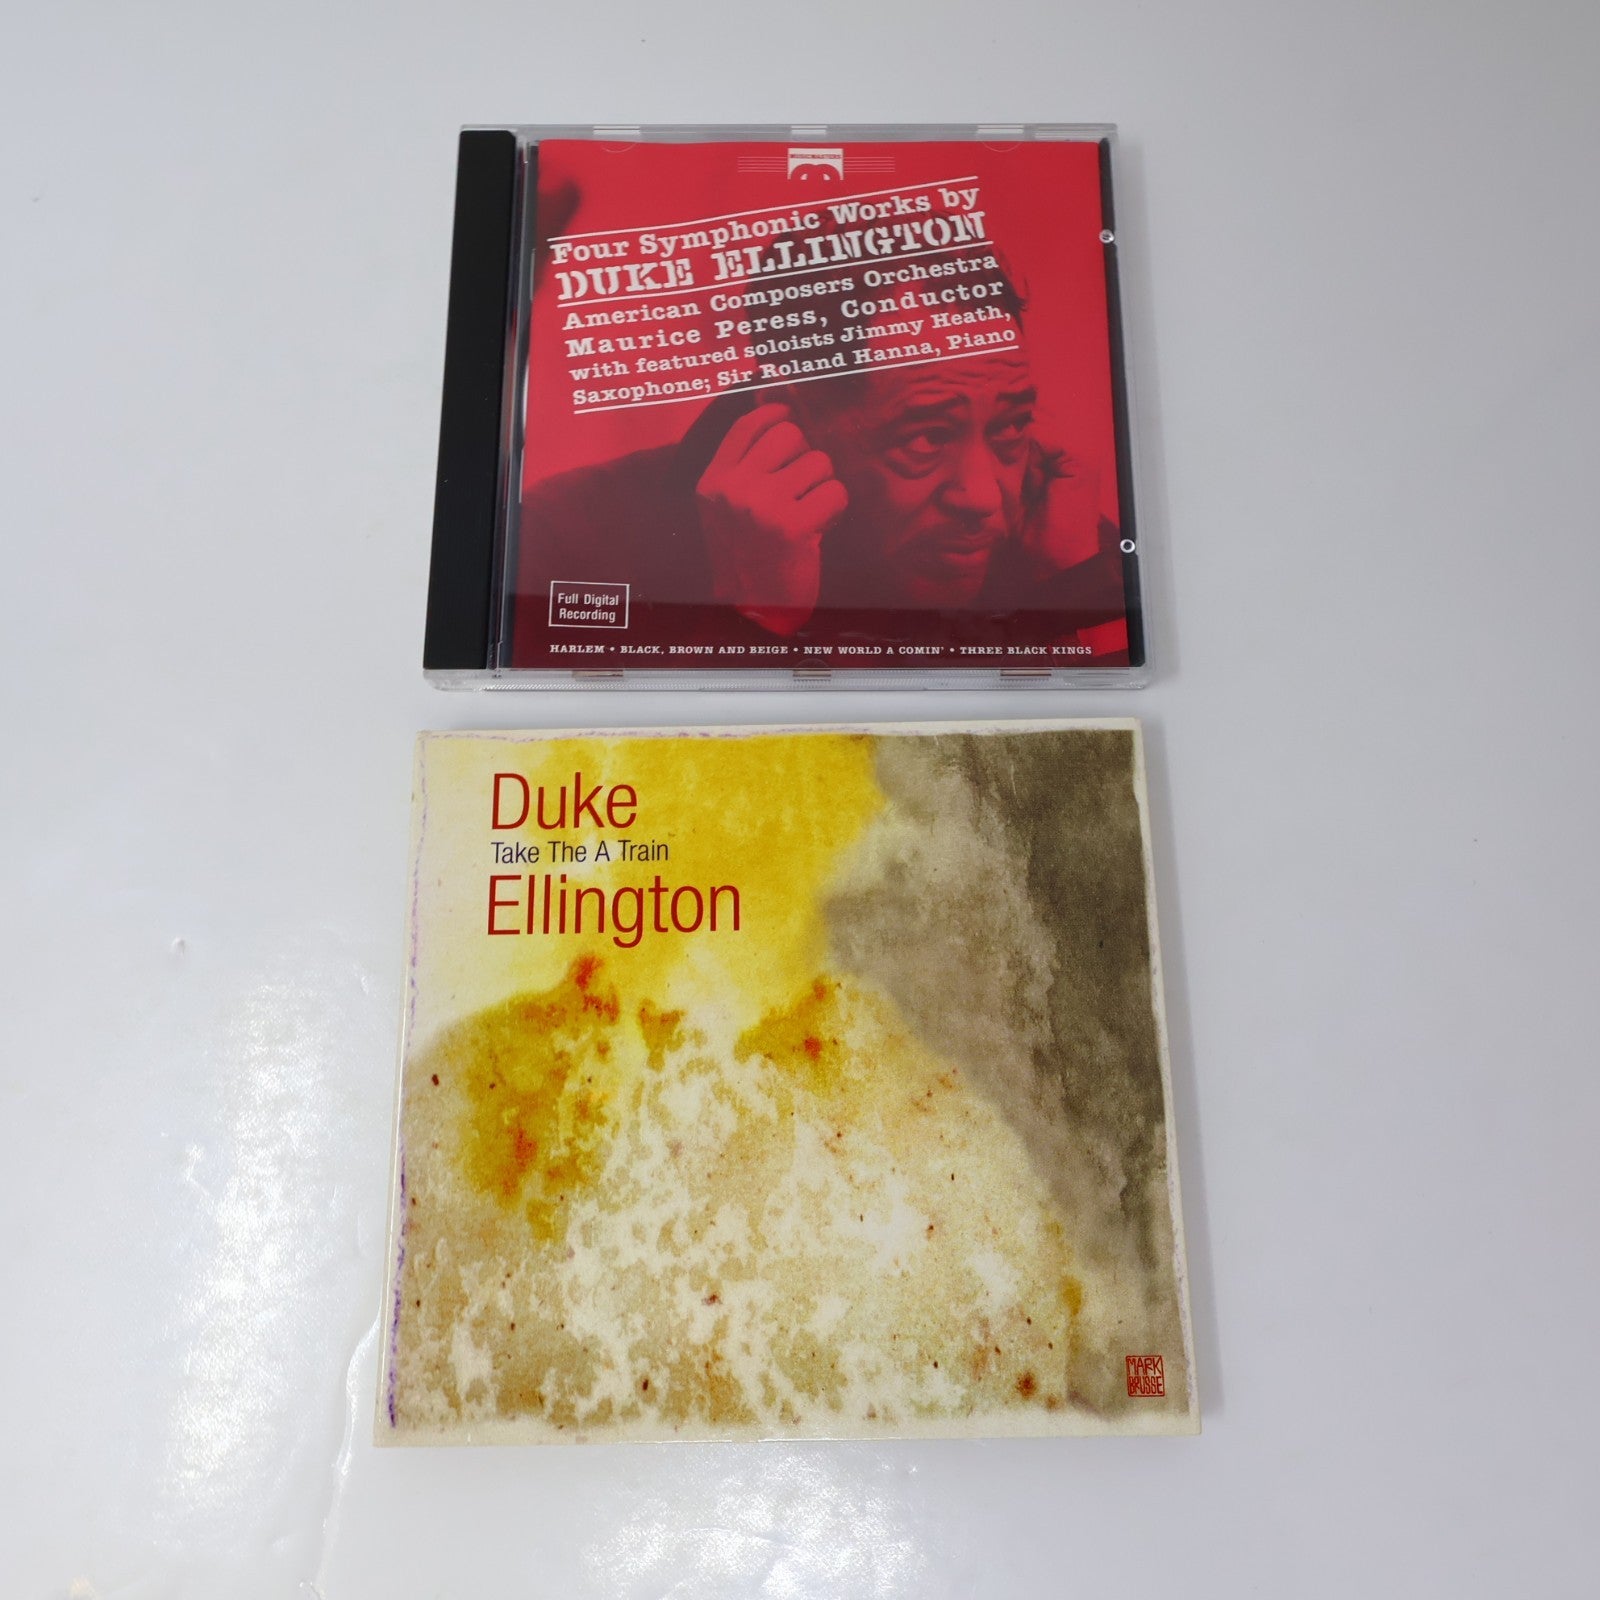 Four Symphonic Works by
DUKE ELLINGTON
American Composers Orchestra
Maurice Peress, Conductor
with featured soloists Jimmy Heath,
Saxophone; Sir Roland Hanna, Piano
Full Digital
Recording
HARLEM • BLACK, BROWN AND BEIGE • NEW WORLD A COMIN' • THREE BLACK KINGS
Duke
Take The A Train
Ellington
MARK
BRUSSE